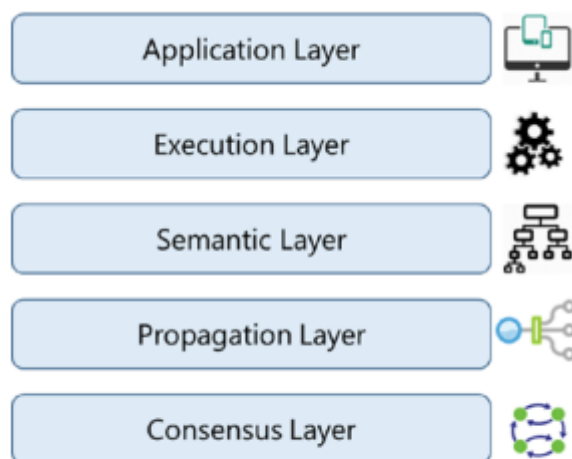 Application Layer
Execution Layer
Semantic Layer
Propagation Layer
Consensus Layer